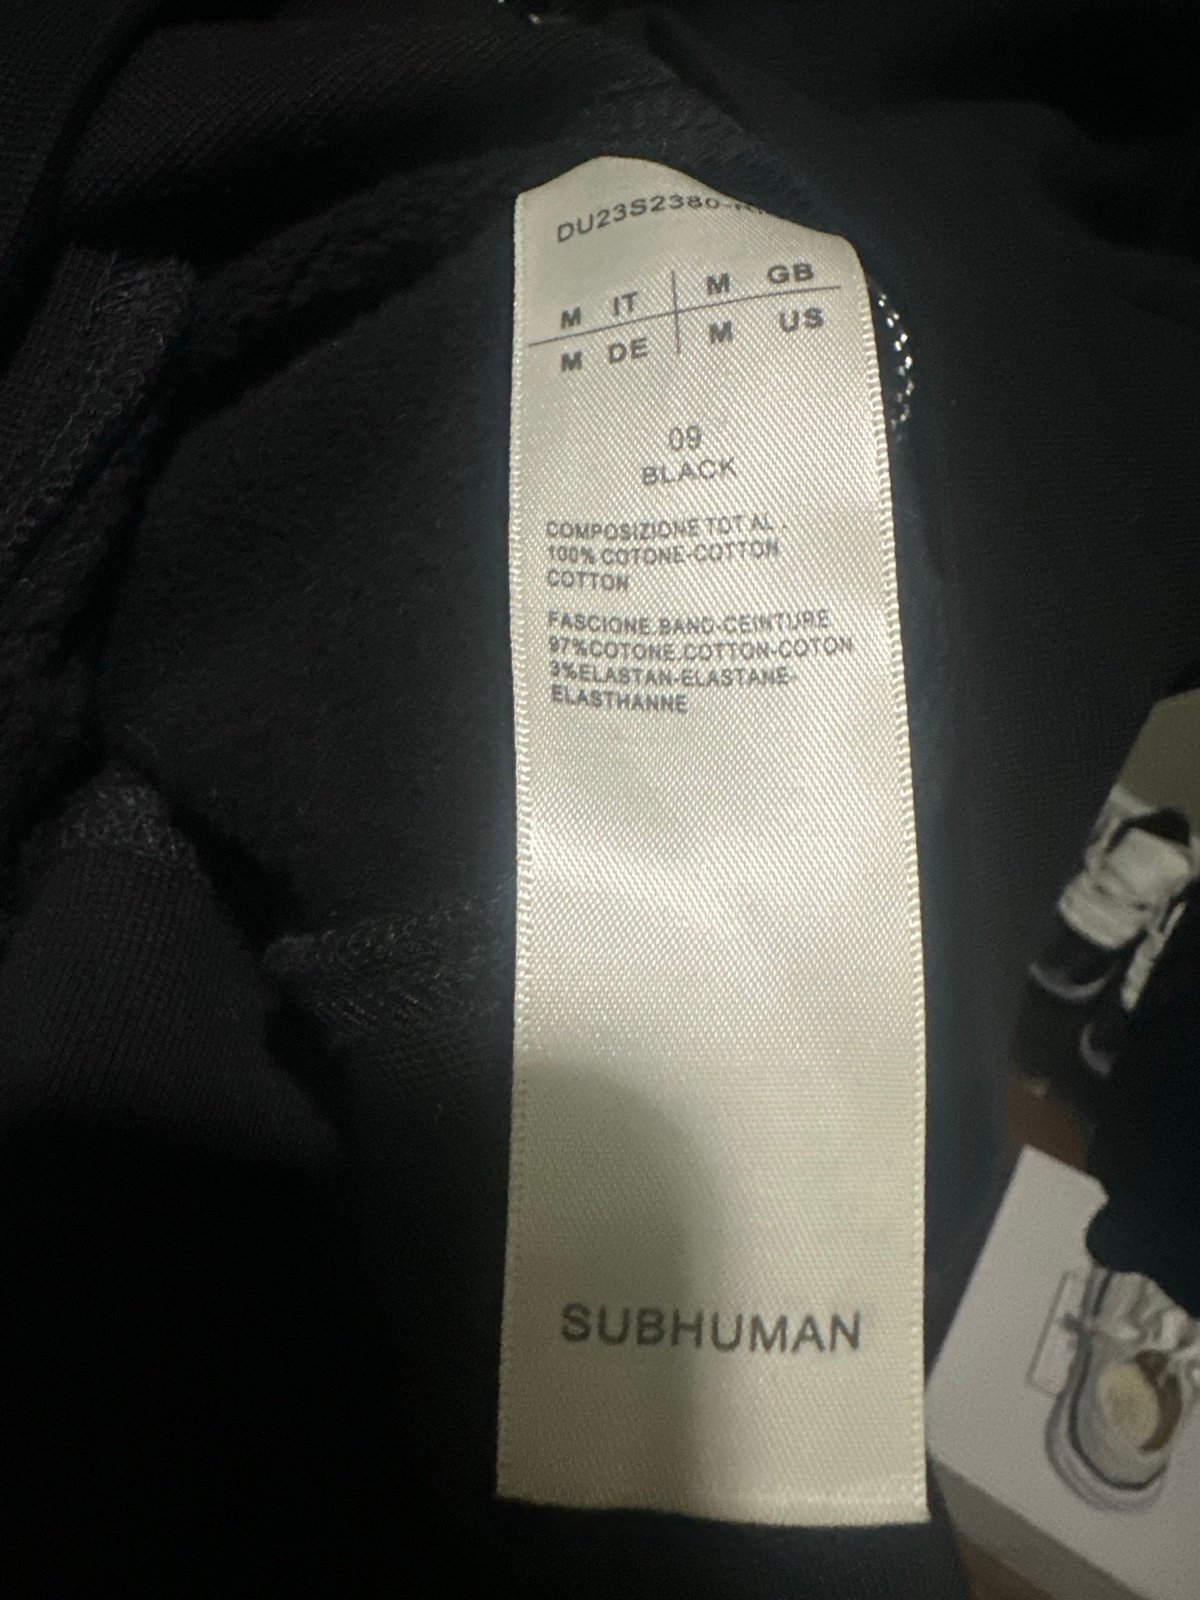 DU23S2380-
M IT M GB
M DE M US
09
BLACK
COMPOSIZIONE TOTAL.
100% COTONE-COTTON
COTTON
FASCIONE.BAND-CEINTURE
97%COTONE.COTTON-COTON
3%ELASTAN-ELASTANE-
ELASTHANNE
SUBHUMAN